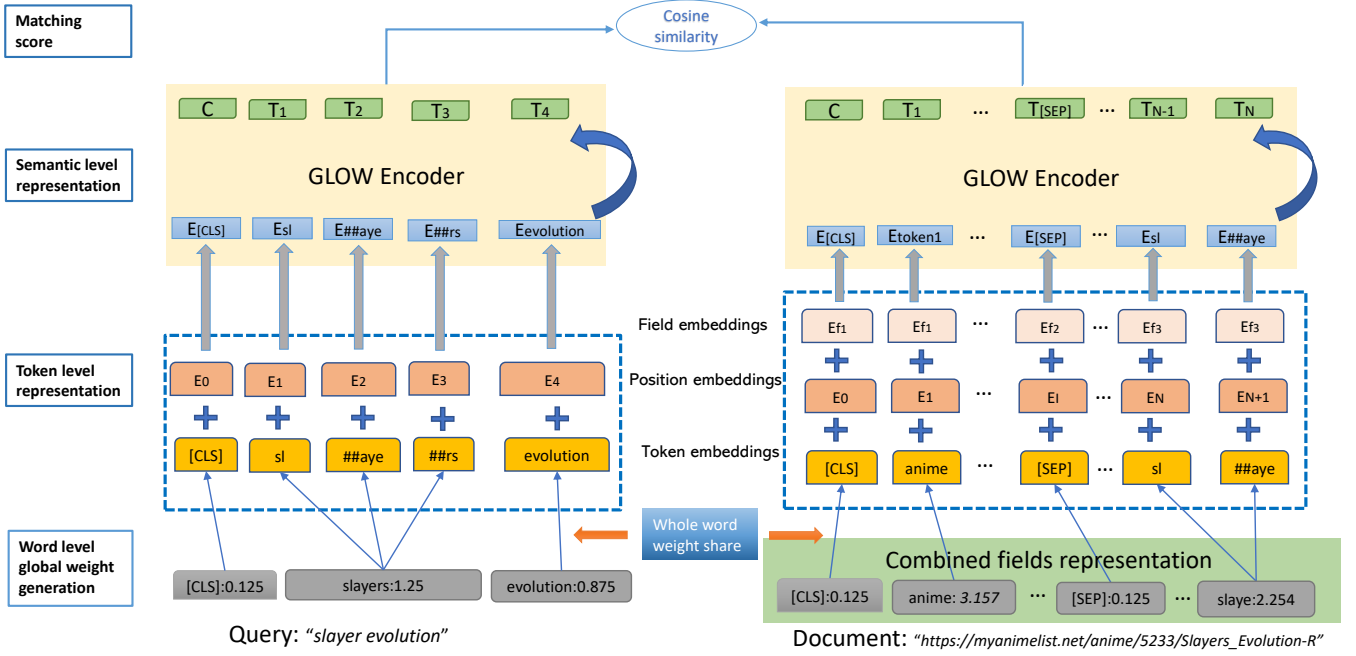 Matching
score
Cosine
similarity
C T1 T2 T3 T4
C T1 ... T[SEP] ... TN-1 TN
Semantic level
representation
GLOW Encoder
GLOW Encoder
E[CLS] Esl E##aye E##rs Eevolution
E[CLS] Etoken1 ... E[SEP] ... Esl E##aye
Field embeddings
Ef1 Ef1 ... Ef2 ... Ef3 Ef3
Token level
representation
E0 E1 E2 E3 E4
Position embeddings
E0 E1 ... EI ... EN EN+1
[CLS] sl ##aye ##rs evolution
Token embeddings
[CLS] anime ... [SEP] ... sl ##aye
Word level
global weight
generation
Whole word
weight share
Combined fields representation
[CLS]:0.125 slayers:1.25 evolution:0.875
[CLS]:0.125 anime: 3.157 ... [SEP]:0.125 ... slaye:2.254
Query: “slayer evolution”
Document: “https://myanimelist.net/anime/5233/Slayers_Evolution-R”